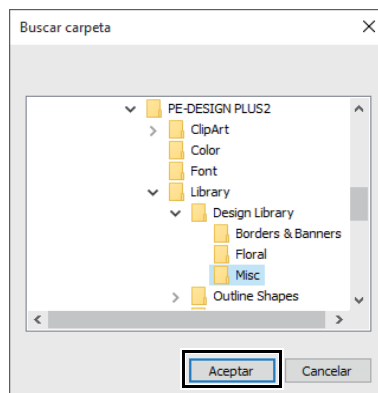 Buscar carpeta
PE-DESIGN PLUS2
ClipArt
Color
Font
Library
Design Library
Borders & Banners
Floral
Misc
Outline Shapes
Aceptar
Cancelar